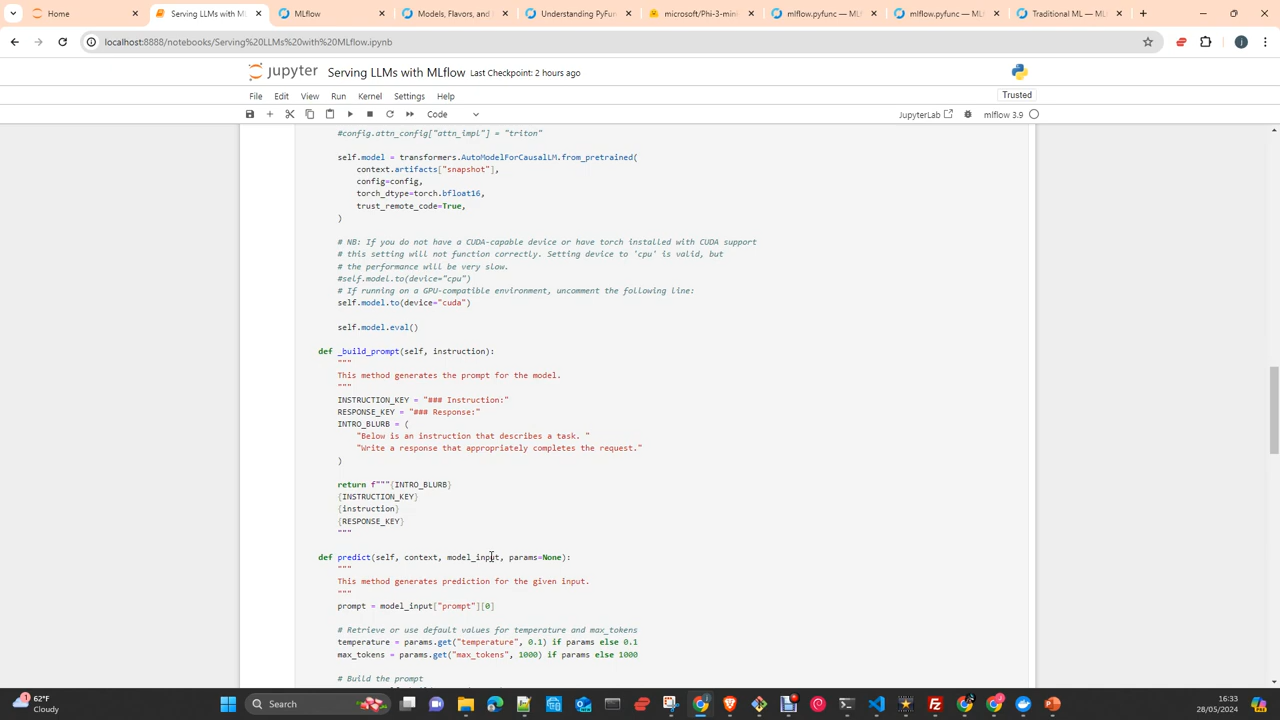 Home
Serving LLMs with ML
MLflow
Models, Flavors, and
Understanding PyFun
microsoft/Phi-3-mini
mlflow.pyfunc — ML
mlflow.pyfunc — ML
Traditional ML — ML
localhost:8888/notebooks/Serving%20LLMs%20with%20MLflow.ipynb
jupyter Serving LLMs with MLflow Last Checkpoint: 2 hours ago
File Edit View Run Kernel Settings Help
Trusted
Code
JupyterLab
mlflow 3.9
#config.attn_config["attn_impl"] = "triton"
self.model = transformers.AutoModelForCausalLM.from_pretrained(
context.artifacts["snapshot"],
config=config,
torch_dtype=torch.bfloat16,
trust_remote_code=True,
)
# NB: If you do not have a CUDA-capable device or have torch installed with CUDA support
# this setting will not function correctly. Setting device to 'cpu' is valid, but
# the performance will be very slow.
#self.model.to(device="cpu")
# If running on a GPU-compatible environment, uncomment the following line:
self.model.to(device="cuda")
self.model.eval()
def _build_prompt(self, instruction):
"""
This method generates the prompt for the model.
"""
INSTRUCTION_KEY = "### Instruction:"
RESPONSE_KEY = "### Response:"
INTRO_BLURB = (
"Below is an instruction that describes a task. "
"Write a response that appropriately completes the request."
)
return f"""{INTRO_BLURB}
{INSTRUCTION_KEY}
{instruction}
{RESPONSE_KEY}
"""
def predict(self, context, model_input, params=None):
"""
This method generates prediction for the given input.
"""
prompt = model_input["prompt"][0]
# Retrieve or use default values for temperature and max_tokens
temperature = params.get("temperature", 0.1) if params else 0.1
max_tokens = params.get("max_tokens", 1000) if params else 1000
# Build the prompt
62°F
Cloudy
Search
16:33
28/05/2024